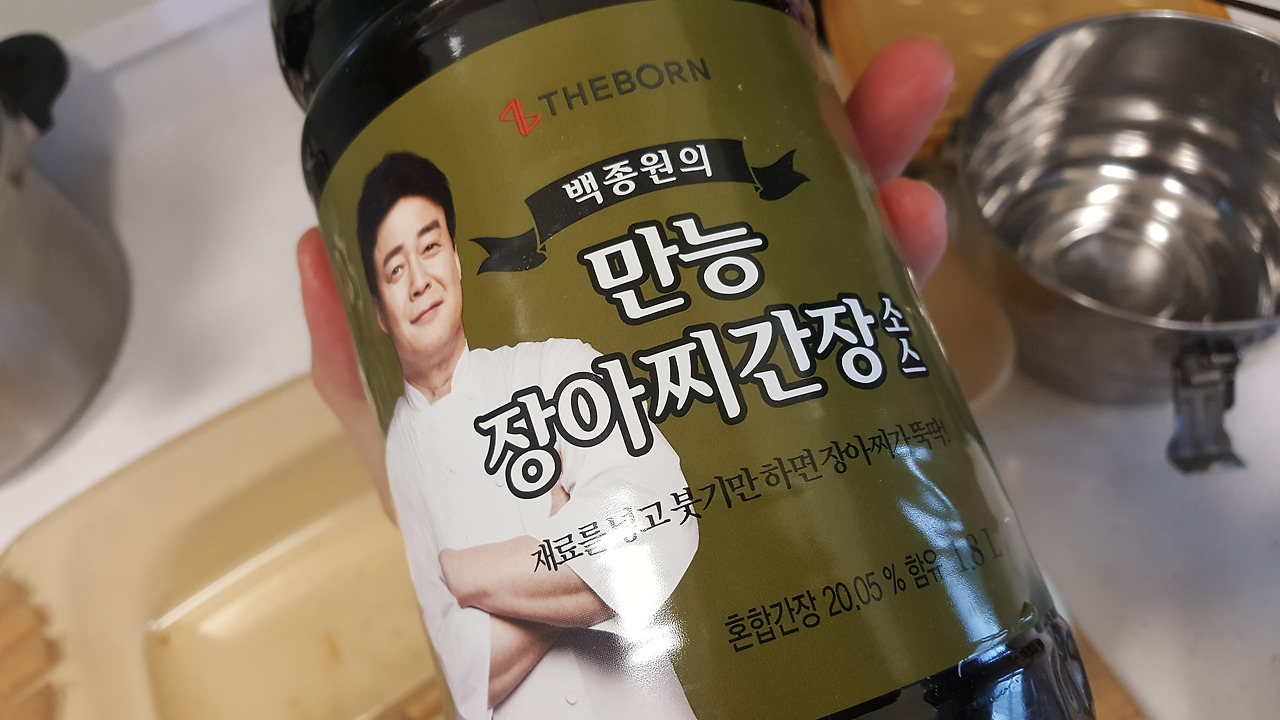 THEBORN
백종원의
만능
장아찌간장소스
재료를 넣고 붓기만 하면 장아찌가 뚝딱!
혼합간장 20.05 % 함유 1.8 L